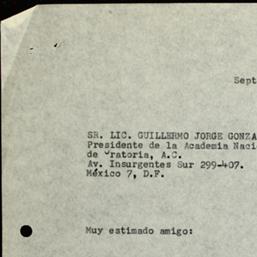 Sept
SR. LIC. GUILLERMO JORGE GONZA
Presidente de la Academia Naci
de Oratoria, A.C.
Av. Insurgentes Sur 299-407.
México 7, D.F.
Muy estimado amigo: